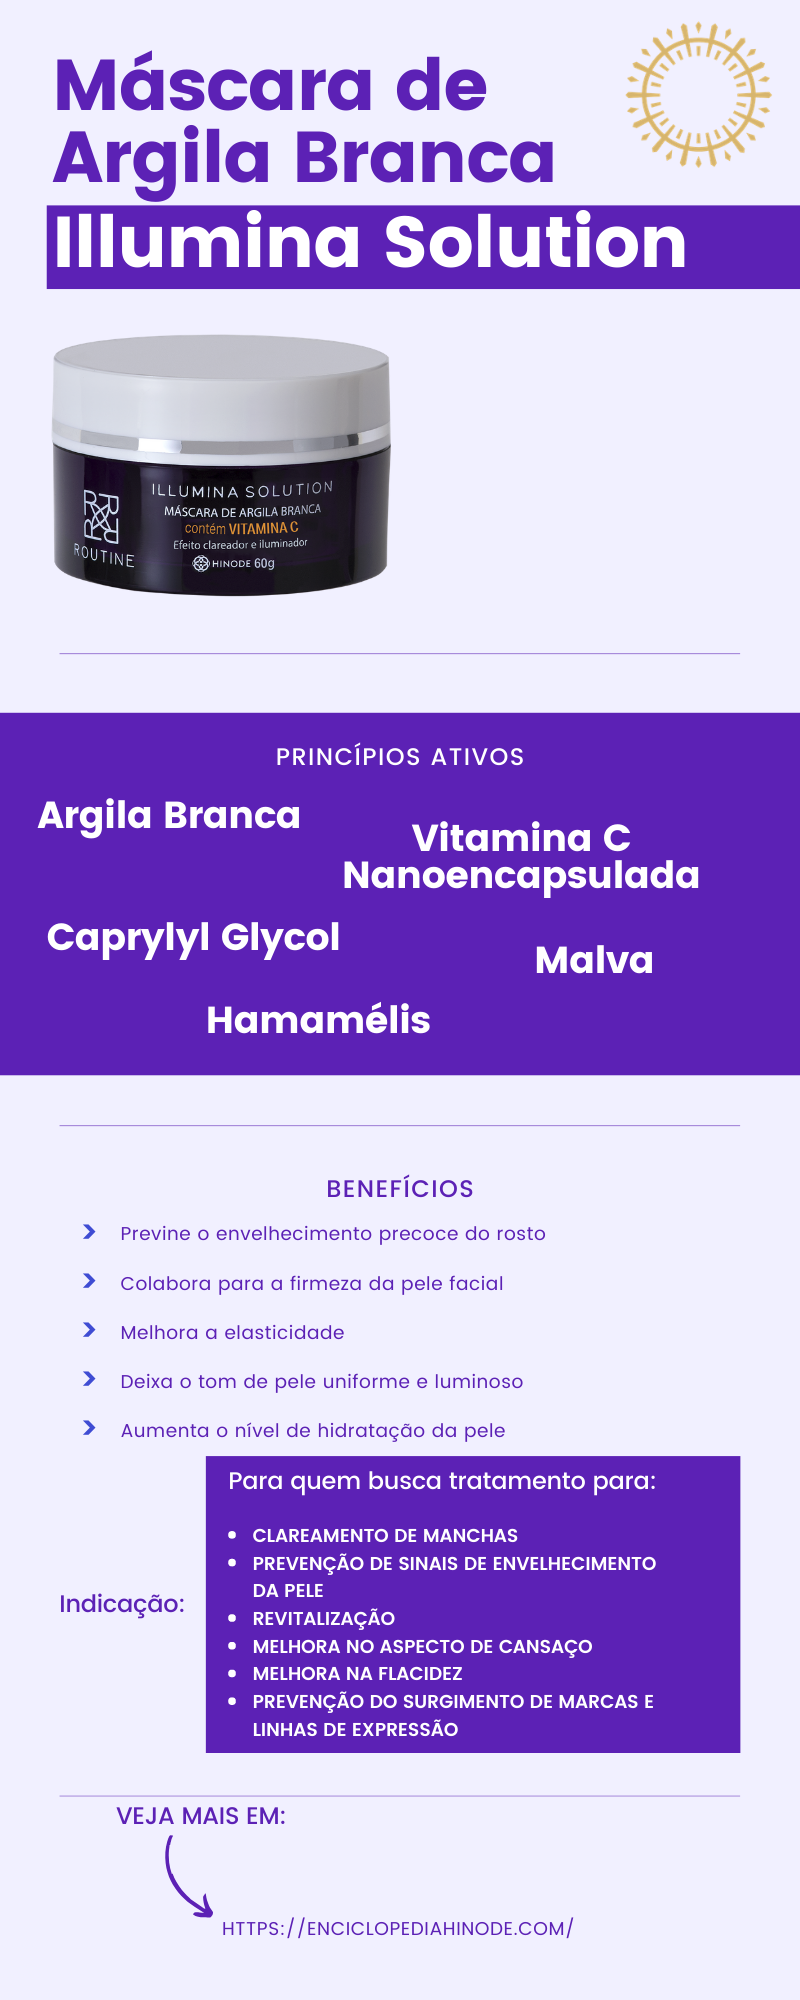 Máscara de
Argila Branca
Illumina Solution
ILLUMINA SOLUTION
MÁSCARA DE ARGILA BRANCA
contém VITAMINA C
Efeito clareador e iluminador
ROUTINE
HINODE 60g
PRINCÍPIOS ATIVOS
Argila Branca
Vitamina C
Nanoencapsulada
Caprylyl Glycol
Malva
Hamamélis
BENEFÍCIOS
Previne o envelhecimento precoce do rosto
Colabora para a firmeza da pele facial
Melhora a elasticidade
Deixa o tom de pele uniforme e luminoso
Aumenta o nível de hidratação da pele
Indicação:
Para quem busca tratamento para:
• CLAREAMENTO DE MANCHAS
• PREVENÇÃO DE SINAIS DE ENVELHECIMENTO
DA PELE
• REVITALIZAÇÃO
• MELHORA NO ASPECTO DE CANSAÇO
• MELHORA NA FLACIDEZ
• PREVENÇÃO DO SURGIMENTO DE MARCAS E
LINHAS DE EXPRESSÃO
VEJA MAIS EM:
HTTPS://ENCICLOPEDIAHINODE.COM/